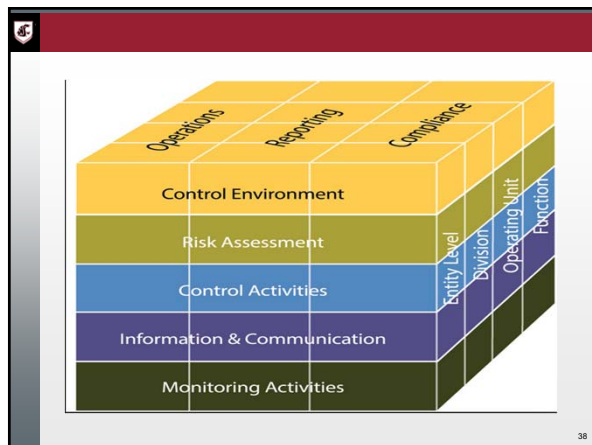 Operations
Reporting
Compliance
Control Environment
Risk Assessment
Control Activities
Information & Communication
Monitoring Activities
Entity Level
Division
Operating Unit
Function
38